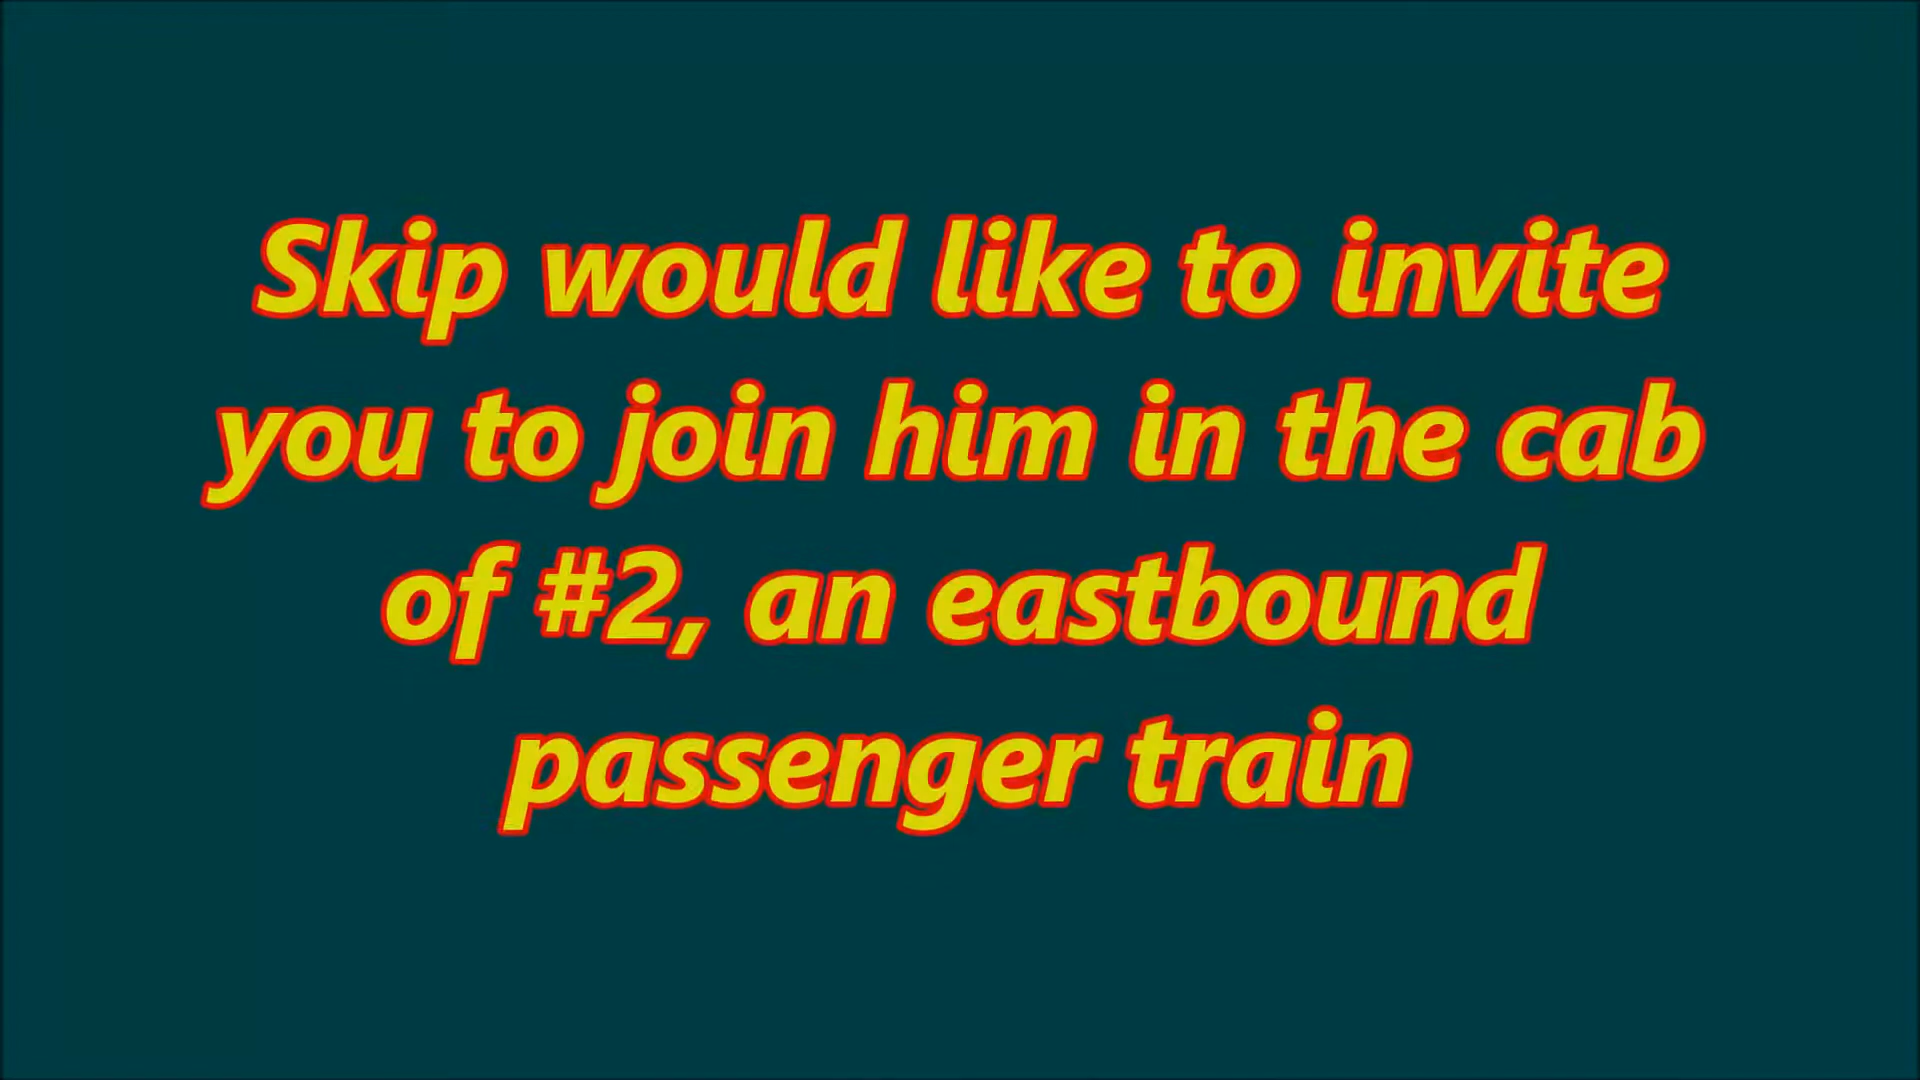 Skip would like to invite
you to join him in the cab
of #2, an eastbound
passenger train